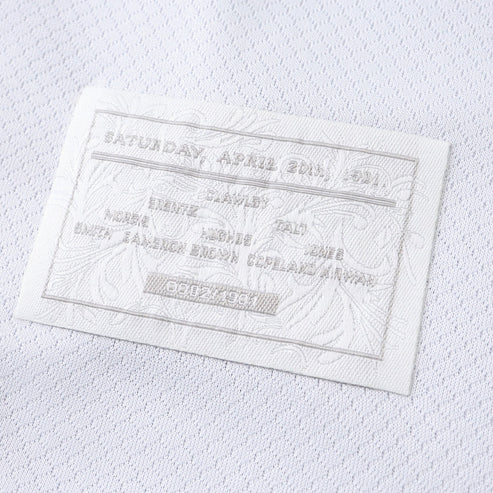 SATURDAY, APRIL 20TH, 1901.
CLAWLEY
ERENTZ TAIT
MORRIS HUGHES, JONES
SMITH CAMERON BROWN COPELAND KIRWAN